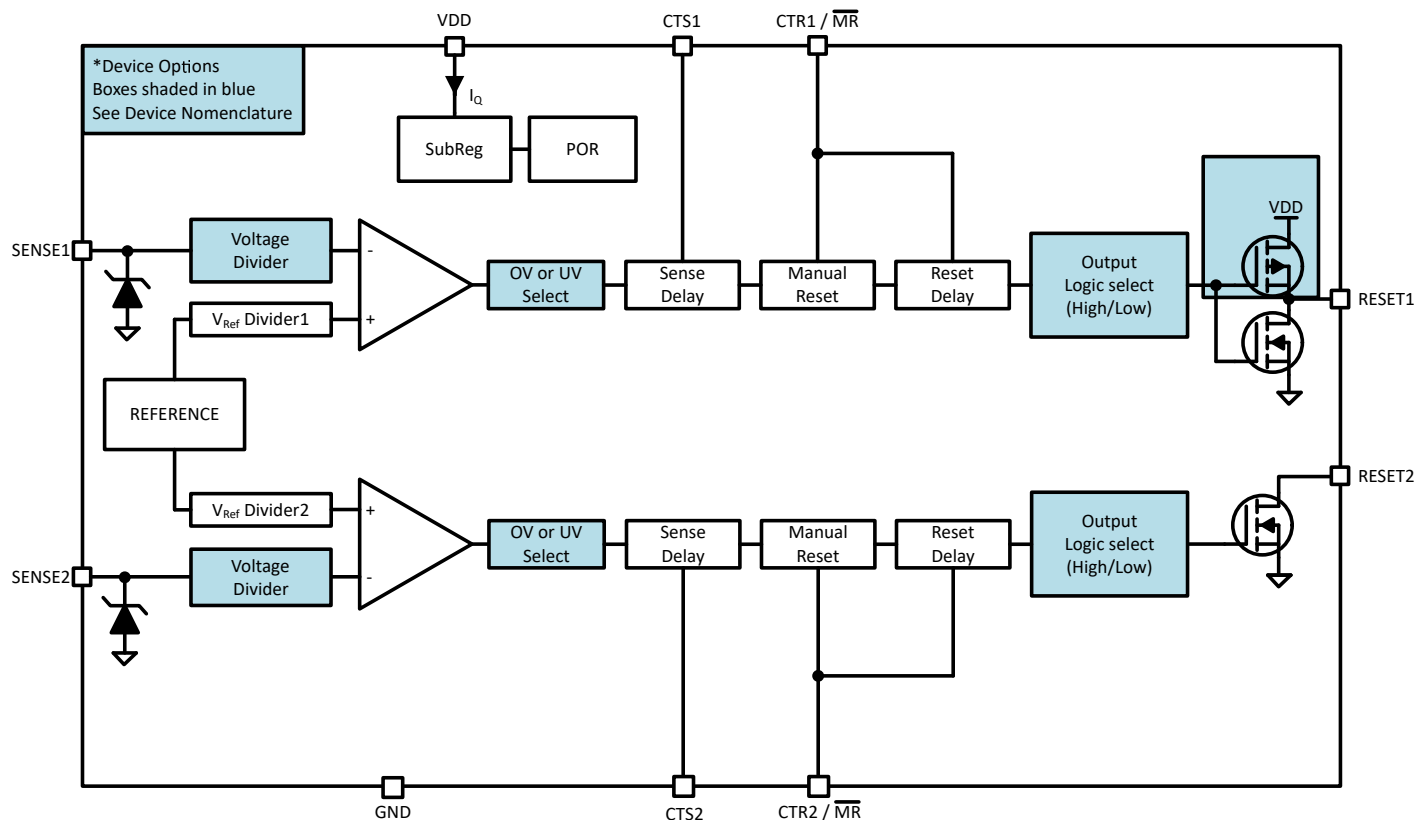 VDD
CTS1
CTR1 / MR
*Device Options
Boxes shaded in blue
See Device Nomenclature
IQ
SubReg
POR
VDD
SENSE1
Voltage
Divider
-
OV or UV
Select
Sense
Delay
Manual
Reset
Reset
Delay
Output
Logic select
(High/Low)
RESET1
VRef Divider1
+
REFERENCE
RESET2
VRef Divider2
+
OV or UV
Select
Sense
Delay
Manual
Reset
Reset
Delay
Output
Logic select
(High/Low)
SENSE2
Voltage
Divider
-
GND
CTS2
CTR2 / MR